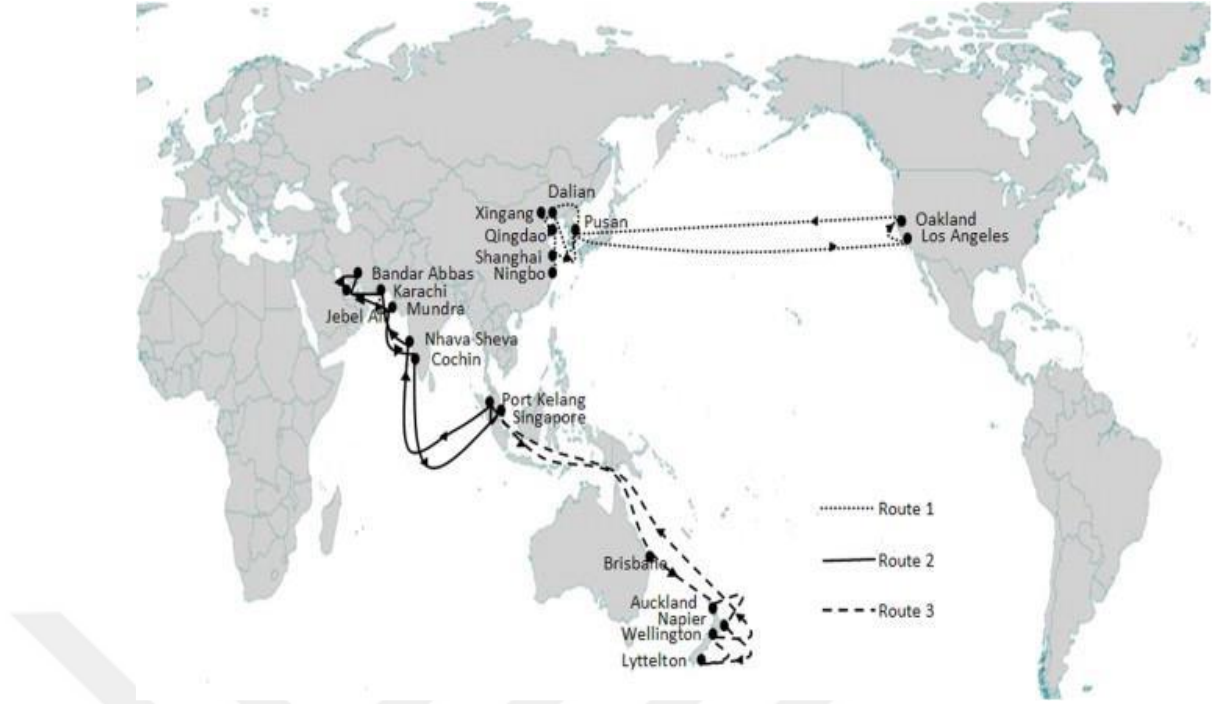 Dalian
Xingang
Pusan
Qingdao
Oakland
Los Angeles
Shanghai
Ningbo
Bandar Abbas
Karachi
Jebel Ali
Mundra
Nhava Sheva
Cochin
Port Kelang
Singapore
Route 1
Brisbane
Route 2
Auckland
Napier
Route 3
Wellington
Lyttelton